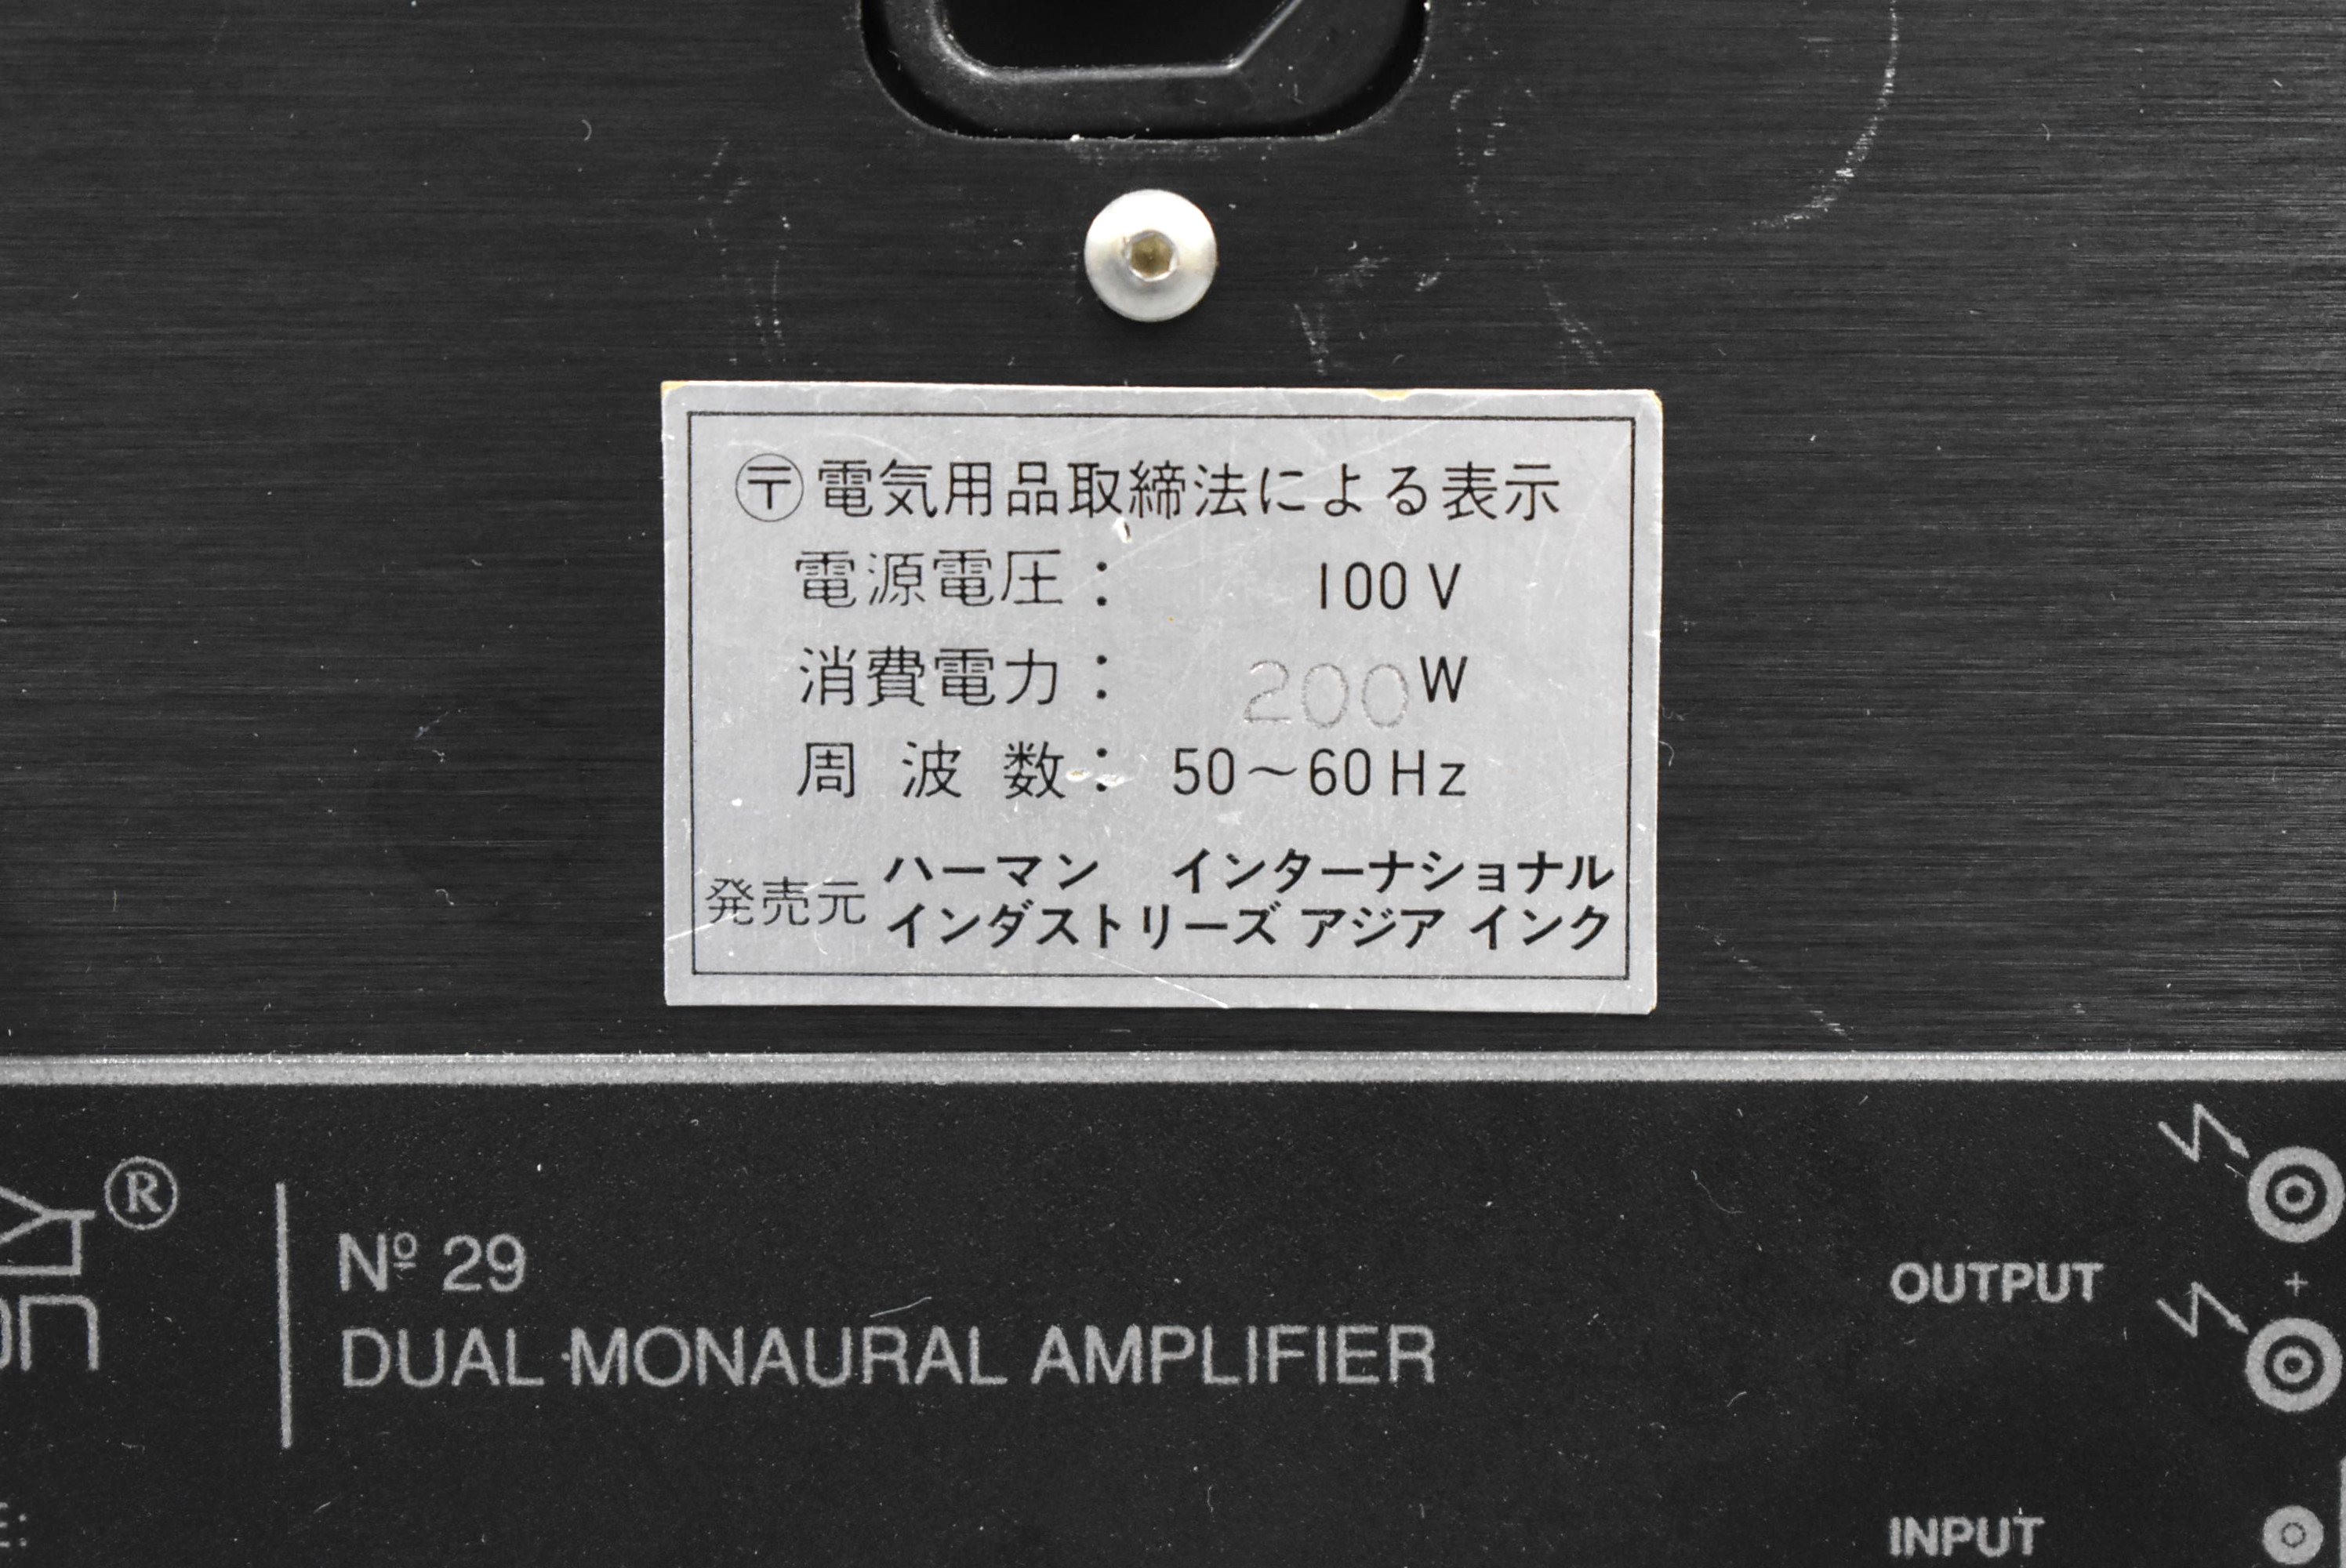 〶電気用品取締法による表示
電源電圧： 100 V
消費電力： 200 W
周波数： 50〜60 Hz
発売元 ハーマン インターナショナル
インダストリーズ アジア インク
®
Nº 29
DUAL MONAURAL AMPLIFIER
OUTPUT
+
INPUT